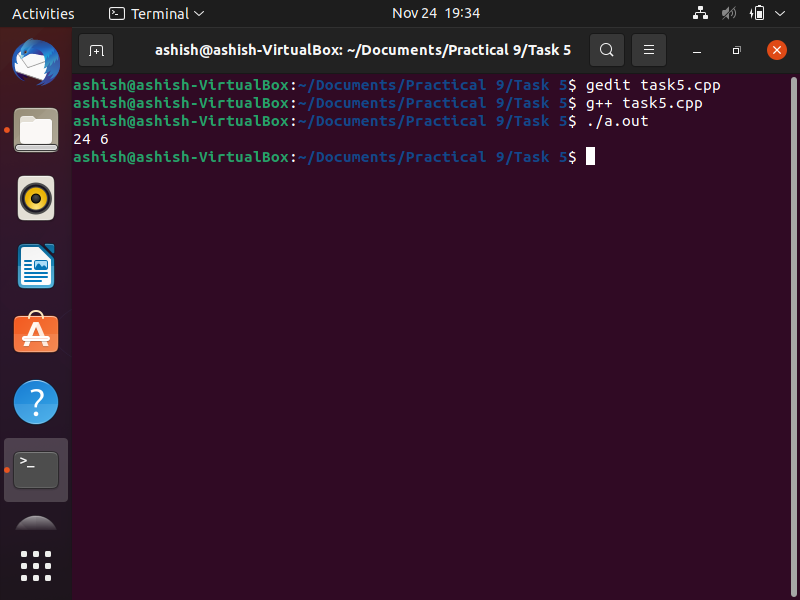 Activities Terminal Nov 24 19:34
ashish@ashish-VirtualBox: ~/Documents/Practical 9/Task 5
ashish@ashish-VirtualBox:~/Documents/Practical 9/Task 5$ gedit task5.cpp
ashish@ashish-VirtualBox:~/Documents/Practical 9/Task 5$ g++ task5.cpp
ashish@ashish-VirtualBox:~/Documents/Practical 9/Task 5$ ./a.out
24 6
ashish@ashish-VirtualBox:~/Documents/Practical 9/Task 5$